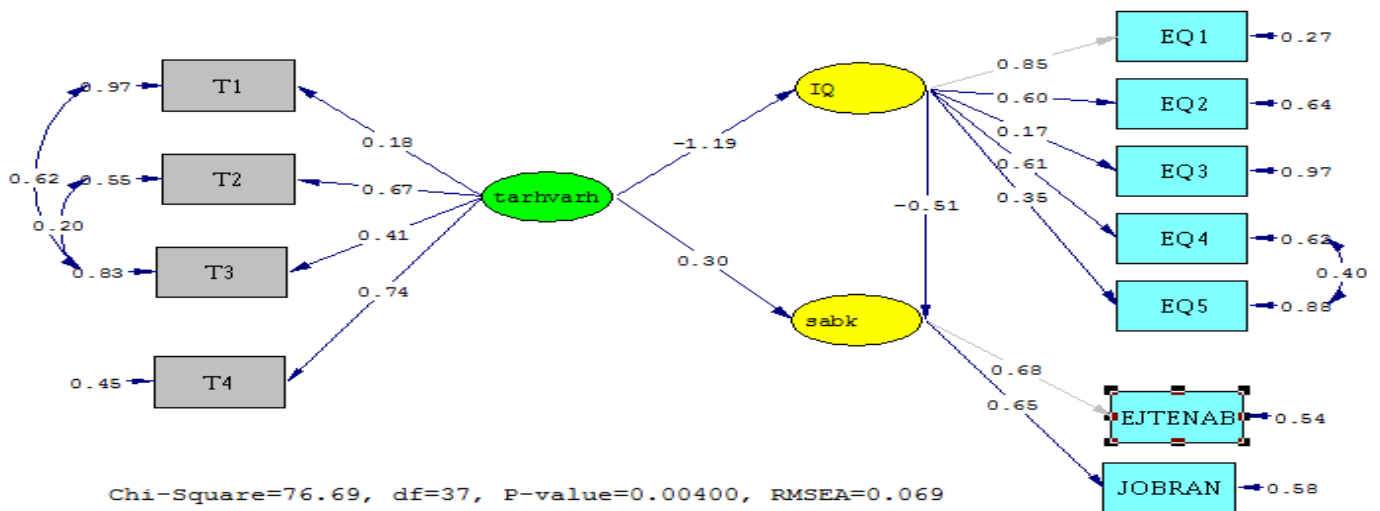 EQ1
0.27
0.85
IQ
0.97
T1
0.60
EQ2
0.64
0.18
-1.19
0.17
EQ3
0.97
0.61
0.62
0.55
T2
0.67
tarhvarh
0.35
-0.51
0.20
0.41
EQ4
0.63
0.40
0.83
T3
0.30
0.74
EQ5
0.88
sabk
0.68
0.45
T4
0.65
EJTENAB
0.54
Chi-Square=76.69, df=37, P-value=0.00400, RMSEA=0.069
JOBRAN
0.58